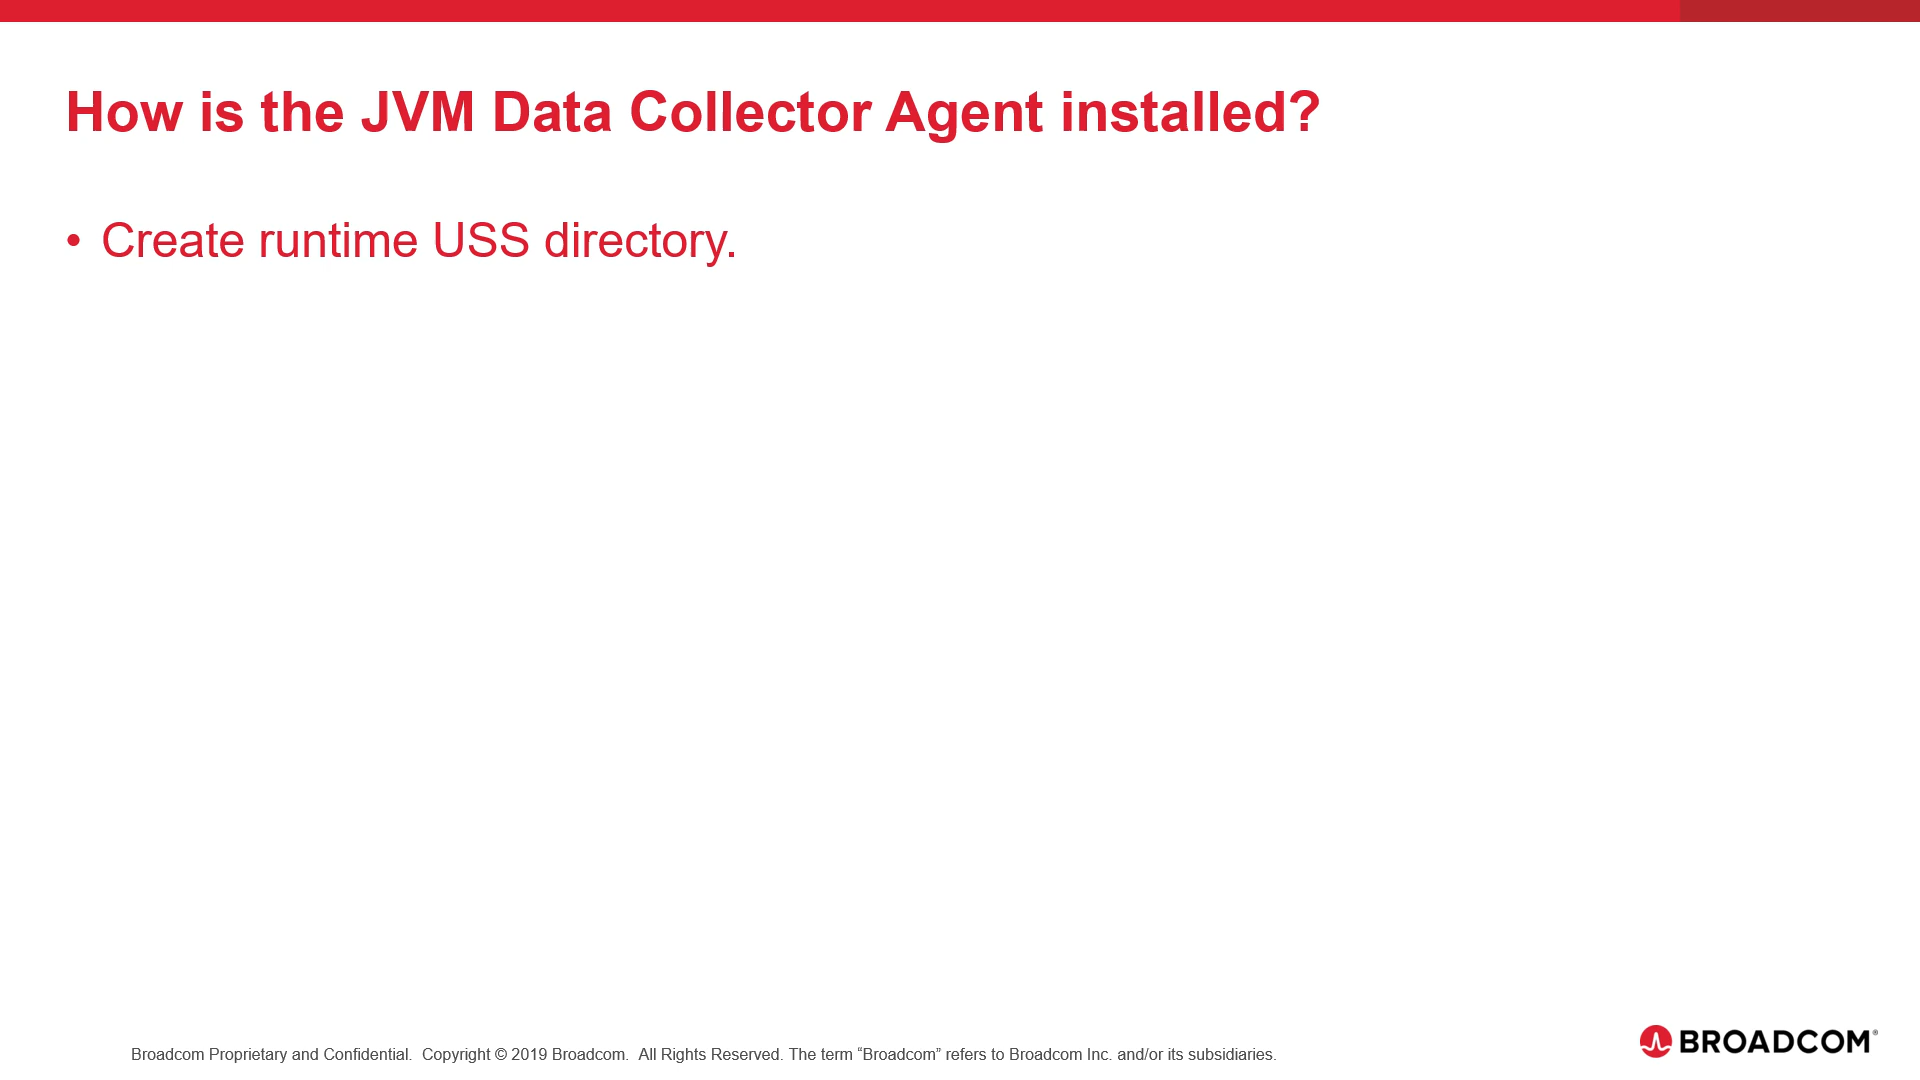 How is the JVM Data Collector Agent installed?
• Create runtime USS directory.
Broadcom Proprietary and Confidential.  Copyright © 2019 Broadcom.  All Rights Reserved. The term “Broadcom” refers to Broadcom Inc. and/or its subsidiaries.
BROADCOM®